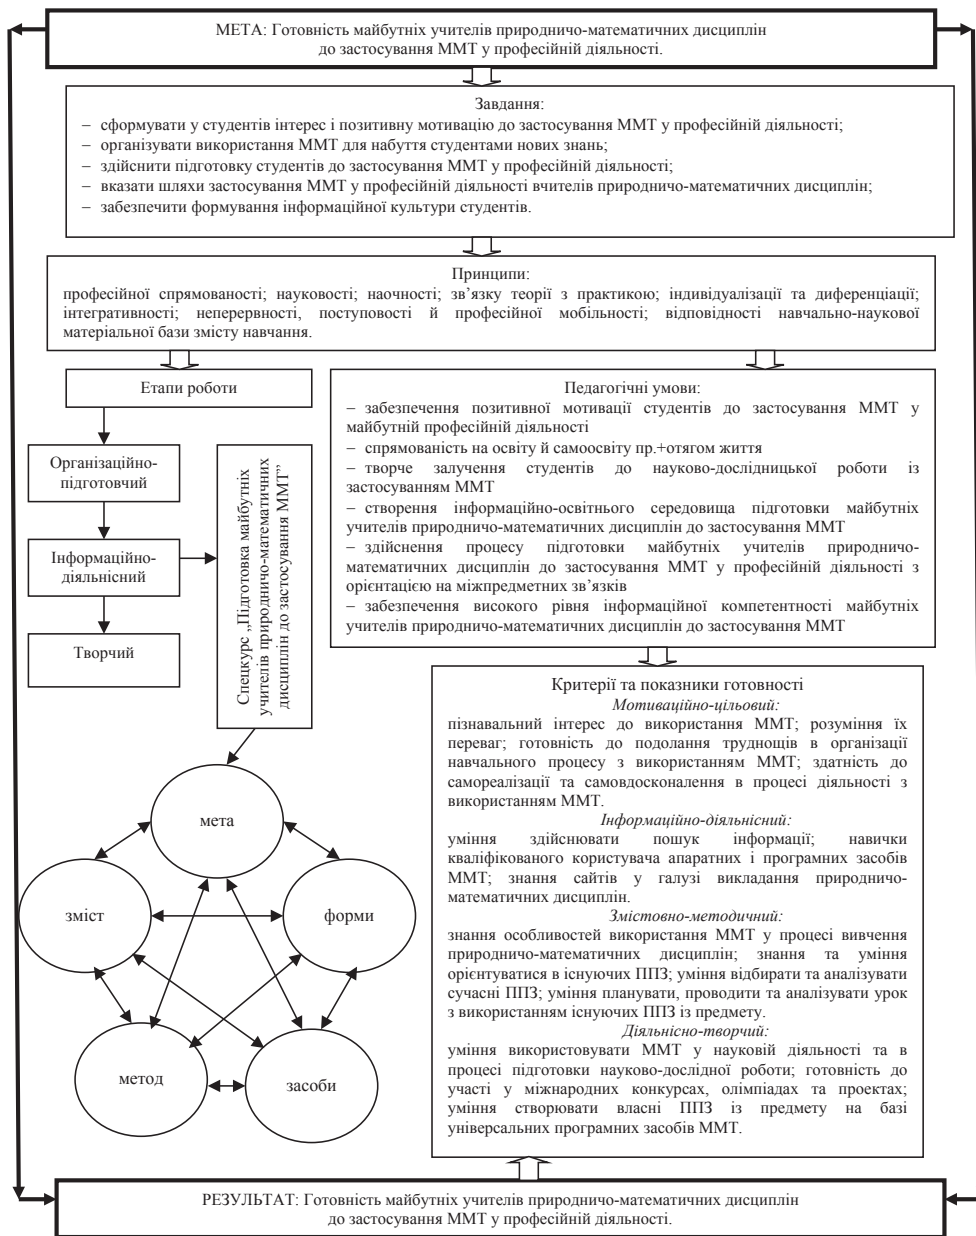 МЕТА: Готовність майбутніх учителів природничо-математичних дисциплін
до застосування ММТ у професійній діяльності.
Завдання:
– сформувати у студентів інтерес і позитивну мотивацію до застосування ММТ у професійній діяльності;
– організувати використання ММТ для набуття студентами нових знань;
– здійснити підготовку студентів до застосування ММТ у професійній діяльності;
– вказати шляхи застосування ММТ у професійній діяльності вчителів природничо-математичних дисциплін;
– забезпечити формування інформаційної культури студентів.
Принципи:
професійної спрямованості; науковості; наочності; зв’язку теорії з практикою; індивідуалізації та диференціації;
інтегративності; неперервності, поступовості й професійної мобільності; відповідності навчально-наукової
матеріальної бази змісту навчання.
Етапи роботи
Організаційно-
підготовчий
Інформаційно-
діяльнісний
Творчий
Спецкурс „Підготовка майбутніх
учителів природничо-математичних
дисциплін до застосування ММТ”
мета
зміст
форми
метод
засоби
Педагогічні умови:
– забезпечення позитивної мотивації студентів до застосування ММТ у
майбутній професійній діяльності
– спрямованість на освіту й самоосвіту пр.+отягом життя
– творче залучення студентів до науково-дослідницької роботи із
застосуванням ММТ
– створення інформаційно-освітнього середовища підготовки майбутніх
учителів природничо-математичних дисциплін до застосування ММТ
– здійснення процесу підготовки майбутніх учителів природничо-
математичних дисциплін до застосування ММТ у професійній діяльності з
орієнтацією на міжпредметних зв’язків
– забезпечення високого рівня інформаційної компетентності майбутніх
учителів природничо-математичних дисциплін до застосування ММТ
Критерії та показники готовності
Мотиваційно-цільовий:
пізнавальний інтерес до використання ММТ; розуміння їх
переваг; готовність до подолання труднощів в організації
навчального процесу з використанням ММТ; здатність до
самореалізації та самовдосконалення в процесі діяльності з
використанням ММТ.
Інформаційно-діяльнісний:
уміння здійснювати пошук інформації; навички
кваліфікованого користувача апаратних і програмних засобів
ММТ; знання сайтів у галузі викладання природничо-
математичних дисциплін.
Змістовно-методичний:
знання особливостей використання ММТ у процесі вивчення
природничо-математичних дисциплін; знання та уміння
орієнтуватися в існуючих ППЗ; уміння відбирати та аналізувати
сучасні ППЗ; уміння планувати, проводити та аналізувати урок
з використанням існуючих ППЗ із предмету.
Діяльнісно-творчий:
уміння використовувати ММТ у науковій діяльності та в
процесі підготовки науково-дослідної роботи; готовність до
участі у міжнародних конкурсах, олімпіадах та проектах;
уміння створювати власні ППЗ із предмету на базі
універсальних програмних засобів ММТ.
РЕЗУЛЬТАТ: Готовність майбутніх учителів природничо-математичних дисциплін
до застосування ММТ у професійній діяльності.